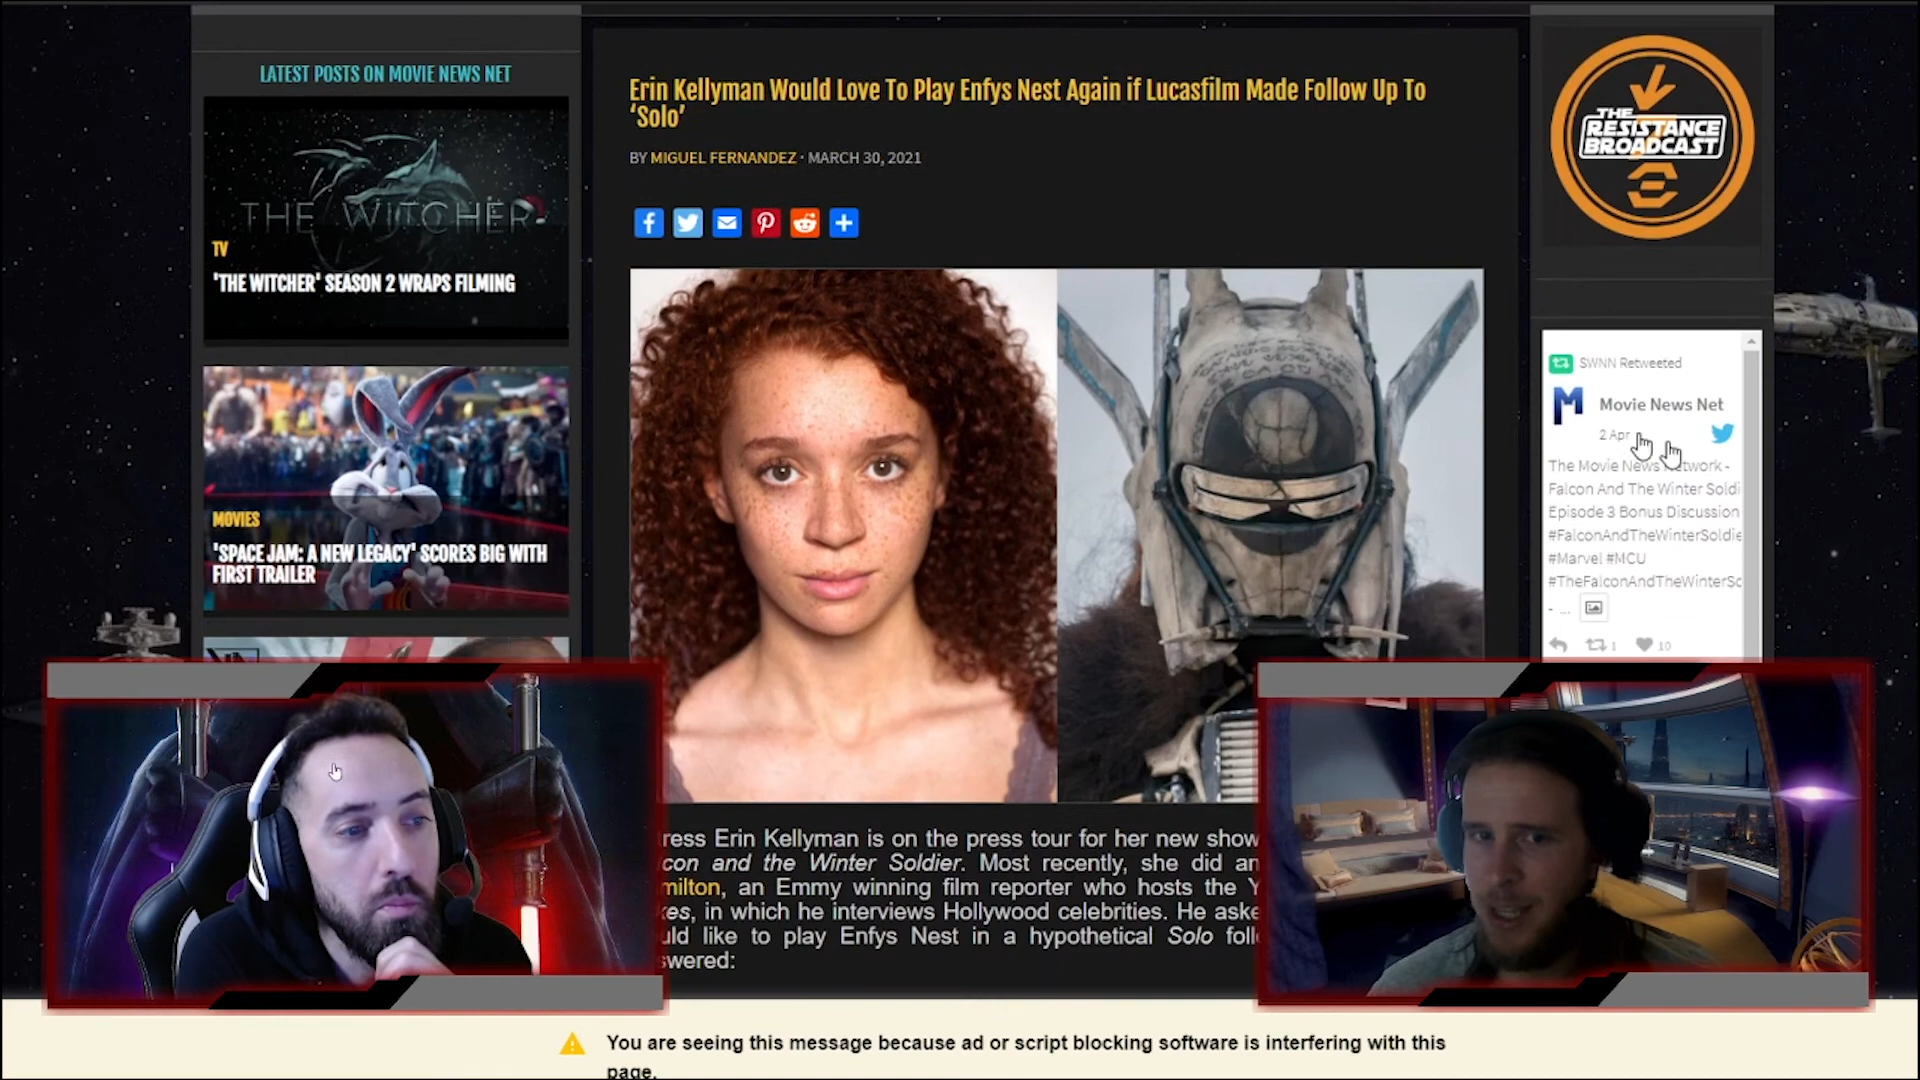 LATEST POSTS ON MOVIE NEWS NET
THE WITCHER
TV
'THE WITCHER' SEASON 2 WRAPS FILMING
MOVIES
'SPACE JAM: A NEW LEGACY' SCORES BIG WITH
FIRST TRAILER
Erin Kellyman Would Love To Play Enfys Nest Again if Lucasfilm Made Follow Up To
‘Solo’
BY MIGUEL FERNANDEZ · MARCH 30, 2021
tress Erin Kellyman is on the press tour for her new show
con and the Winter Soldier. Most recently, she did an
milton, an Emmy winning film reporter who hosts the Y
kes, in which he interviews Hollywood celebrities. He aske
uld like to play Enfys Nest in a hypothetical Solo foll
swered:
THE
RESISTANCE
BROADCAST
SWNN Retweeted
Movie News Net
2 Apr
The Movie News Network -
Falcon And The Winter Soldi
Episode 3 Bonus Discussion
#FalconAndTheWinterSoldie
#Marvel #MCU
#TheFalconAndTheWinterSo
- ...
1 10
You are seeing this message because ad or script blocking software is interfering with this
page.